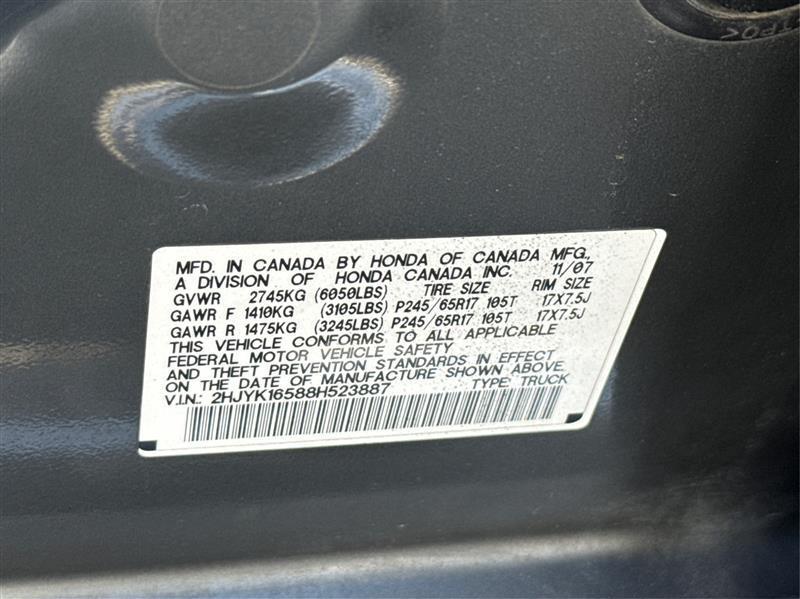 MFD. IN CANADA BY HONDA OF CANADA MFG.,
A DIVISION OF HONDA CANADA INC. 11/07
GVWR 2745KG (6050LBS) TIRE SIZE RIM SIZE
GAWR F 1410KG (3105LBS) P245/65R17 105T 17X7.5J
GAWR R 1475KG (3245LBS) P245/65R17 105T 17X7.5J
THIS VEHICLE CONFORMS TO ALL APPLICABLE
FEDERAL MOTOR VEHICLE SAFETY
AND THEFT PREVENTION STANDARDS IN EFFECT
ON THE DATE OF MANUFACTURE SHOWN ABOVE.
V.I.N.: 2HJYK16588H523887 TYPE: TRUCK